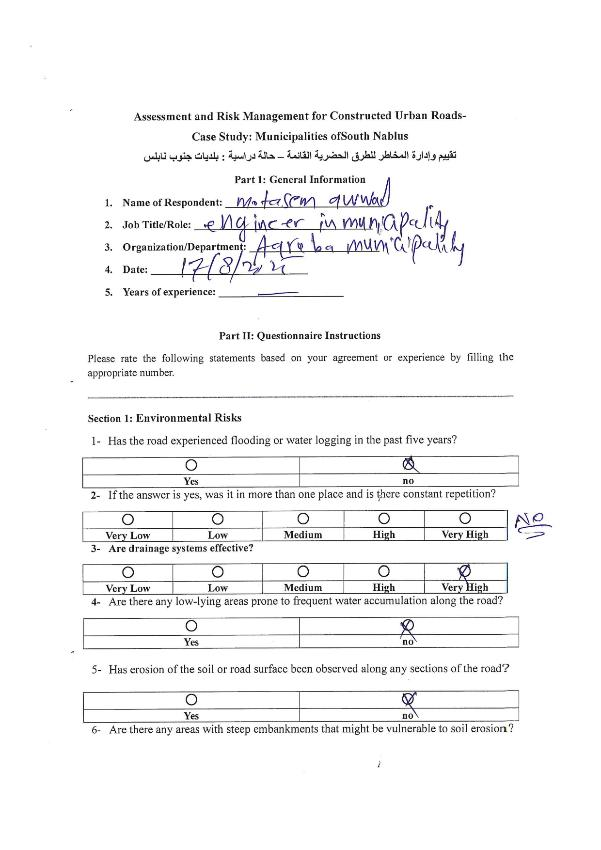 Assessment and Risk Management for Constructed Urban Roads-
Case Study: Municipalities ofSouth Nablus
تقييم وإدارة المخاطر للطرق الحضرية القائمة – حالة دراسية : بلديات جنوب نابلس
Part I: General Information
1. Name of Respondent: motasem awwad
2. Job Title/Role: engineer in municipality
3. Organization/Department: Aqraba municipality
4. Date: 17/8/
5. Years of experience:
Part II: Questionnaire Instructions
Please rate the following statements based on your agreement or experience by filling the
appropriate number.
Section 1: Environmental Risks
1- Has the road experienced flooding or water logging in the past five years?
Yes no
2- If the answer is yes, was it in more than one place and is there constant repetition?
NO
Very Low Low Medium High Very High
3- Are drainage systems effective?
Very Low Low Medium High Very High
4- Are there any low-lying areas prone to frequent water accumulation along the road?
Yes no
5- Has erosion of the soil or road surface been observed along any sections of the road?
Yes no
6- Are there any areas with steep embankments that might be vulnerable to soil erosion?